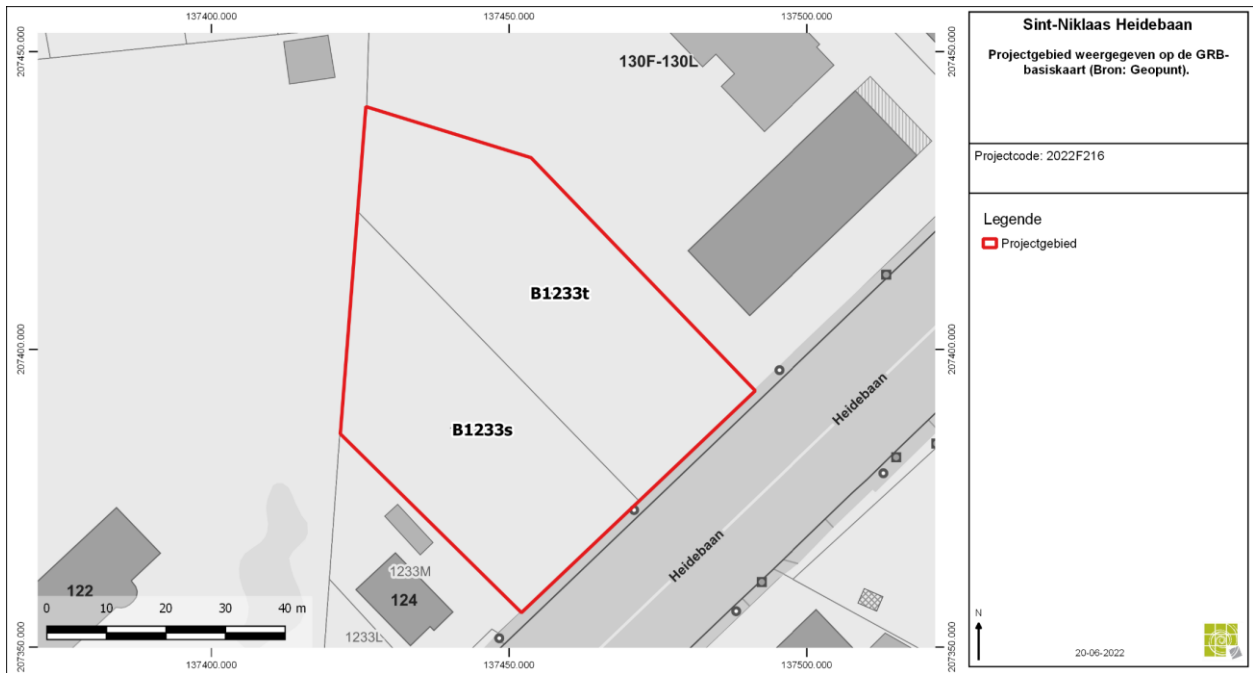 137400.000
137450.000
137500.000
207450.000
207450.000
130F-130L
B1233t
207400.000
207400.000
Heidebaan
B1233s
Heidebaan
1233M
122
124
1233L
0 10 20 30 40 m
207350.000
207350.000
137400.000
137450.000
137500.000
Sint-Niklaas Heidebaan
Projectgebied weergegeven op de GRB-
basiskaart (Bron: Geopunt).
Projectcode: 2022F216
Legende
Projectgebied
N
20-06-2022